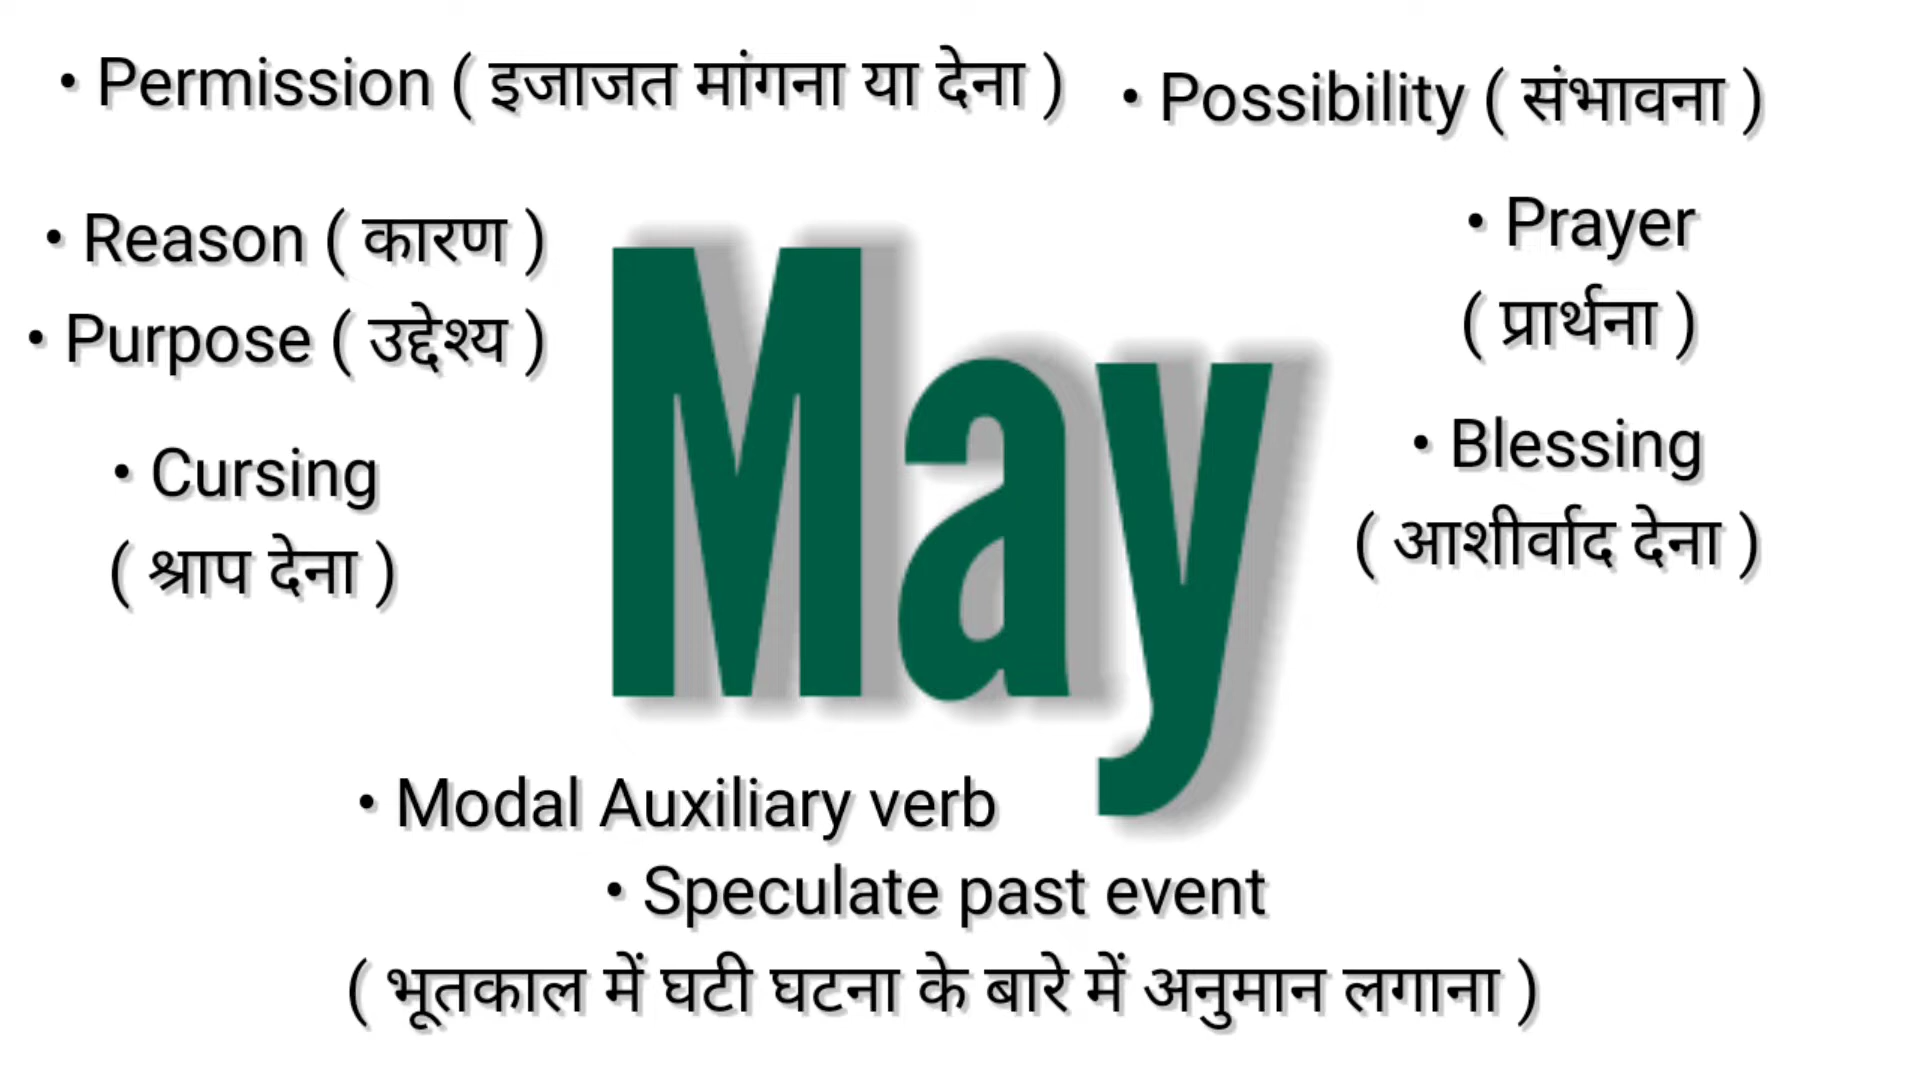 • Permission ( इजाजत मांगना या देना )
• Possibility ( संभावना )
• Reason ( कारण )
• Purpose ( उद्देश्य )
• Cursing
( श्राप देना )
May
• Prayer
( प्रार्थना )
• Blessing
( आशीर्वाद देना )
• Modal Auxiliary verb
• Speculate past event
( भूतकाल में घटी घटना के बारे में अनुमान लगाना )